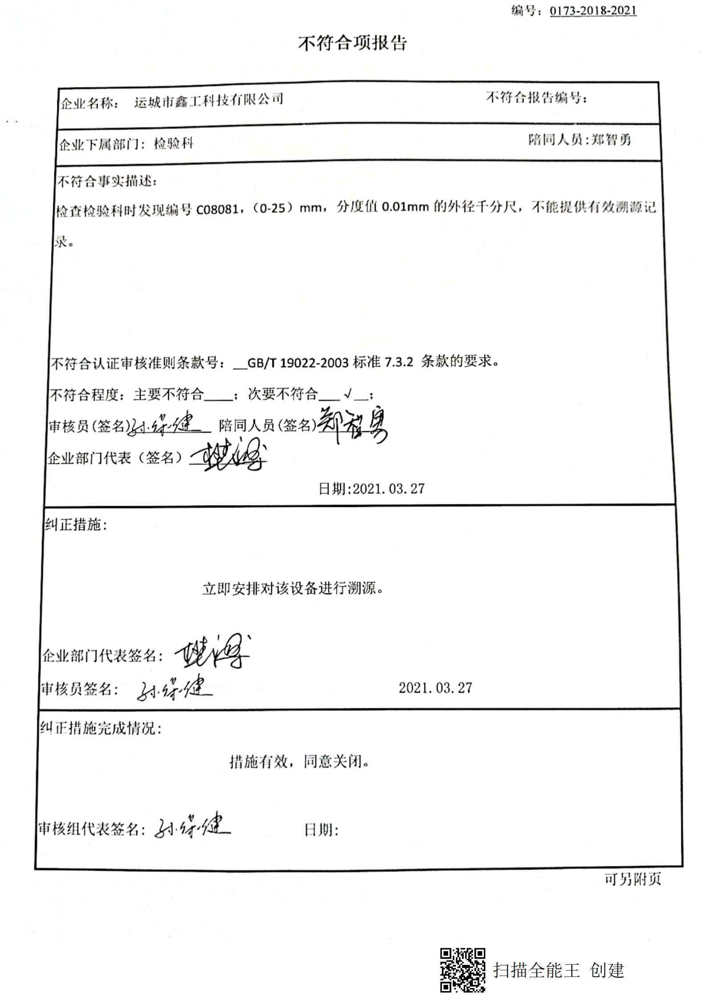 编号：0173-2018-2021
不符合项报告
企业名称： 运城市鑫工科技有限公司 不符合报告编号：
企业下属部门：检验科 陪同人员:郑智勇
不符合事实描述：
检查检验科时发现编号 C08081，（0-25）mm，分度值 0.01mm 的外径千分尺，不能提供有效溯源记
录。
不符合认证审核准则条款号：__GB/T 19022-2003 标准 7.3.2 条款的要求。
不符合程度：主要不符合____；次要不符合___√__；
审核员(签名)孙保健 陪同人员(签名)郑智勇
企业部门代表（签名）
日期:2021.03.27
纠正措施：
立即安排对该设备进行溯源。
企业部门代表签名：
审核员签名： 孙保健 2021.03.27
纠正措施完成情况：
措施有效，同意关闭。
审核组代表签名：孙保健 日期：
可另附页
扫描全能王 创建